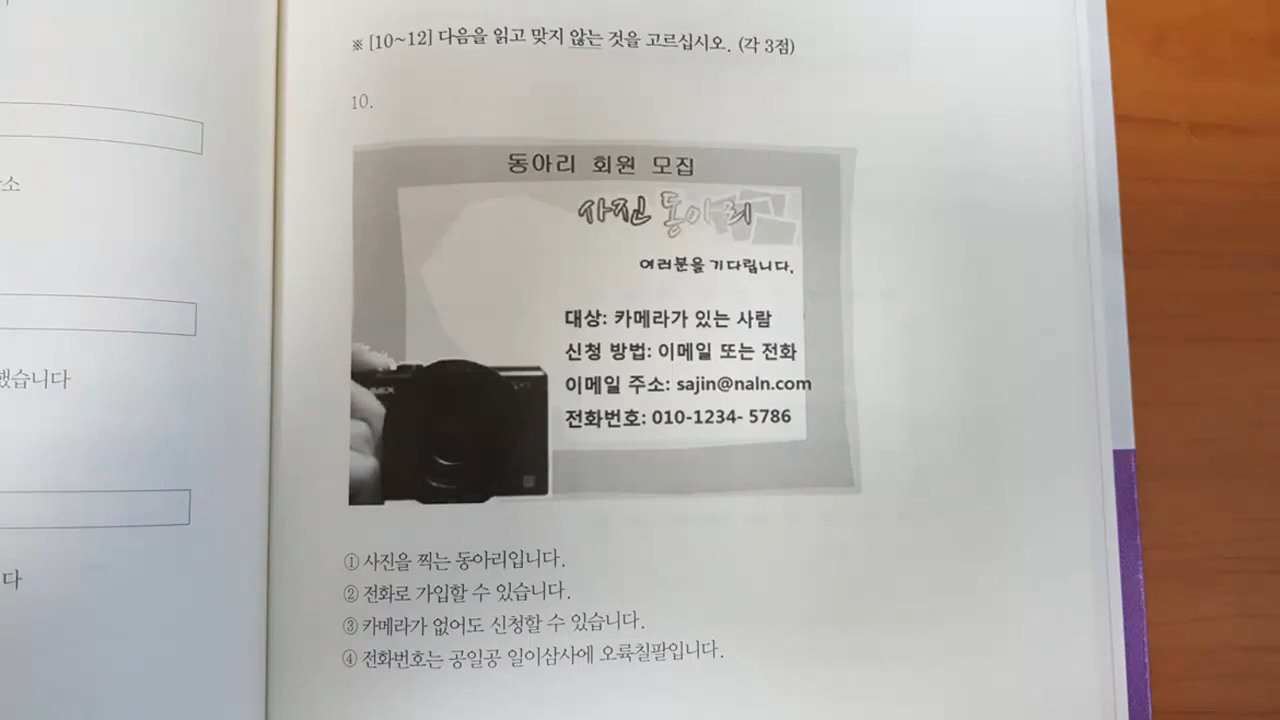 ※ [10~12] 다음을 읽고 맞지 않는 것을 고르십시오. (각 3점)
10.
동아리 회원 모집
사진 동아리
여러분을 기다립니다.
대상: 카메라가 있는 사람
신청 방법: 이메일 또는 전화
이메일 주소: sajin@naln.com
전화번호: 010-1234- 5786
① 사진을 찍는 동아리입니다.
② 전화로 가입할 수 있습니다.
③ 카메라가 없어도 신청할 수 있습니다.
④ 전화번호는 공일공 일이삼사에 오륙칠팔입니다.